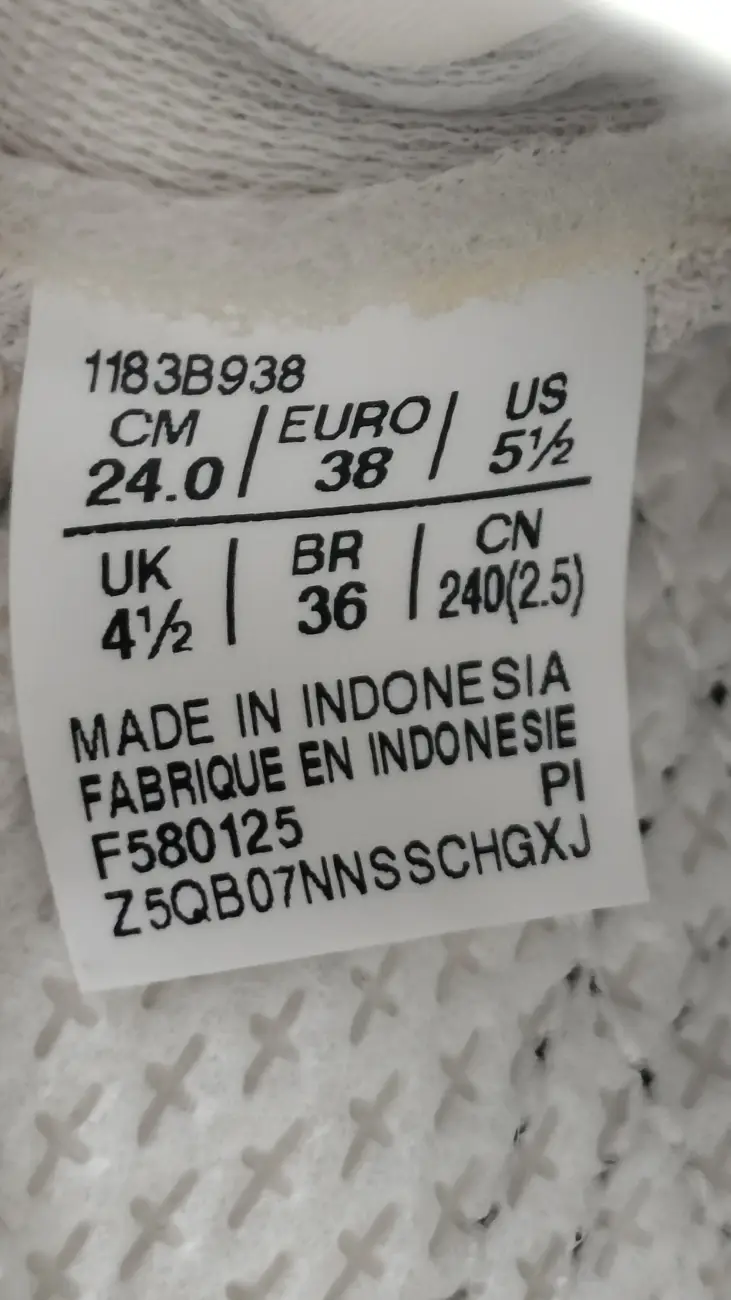 1183B938
CM / EURO / US
24.0 38 5½
UK | BR | CN
4½ 36 240(2.5)
MADE IN INDONESIA
FABRIQUE EN INDONESIE
F580125 PI
Z5QB07NNSSCHGXJ